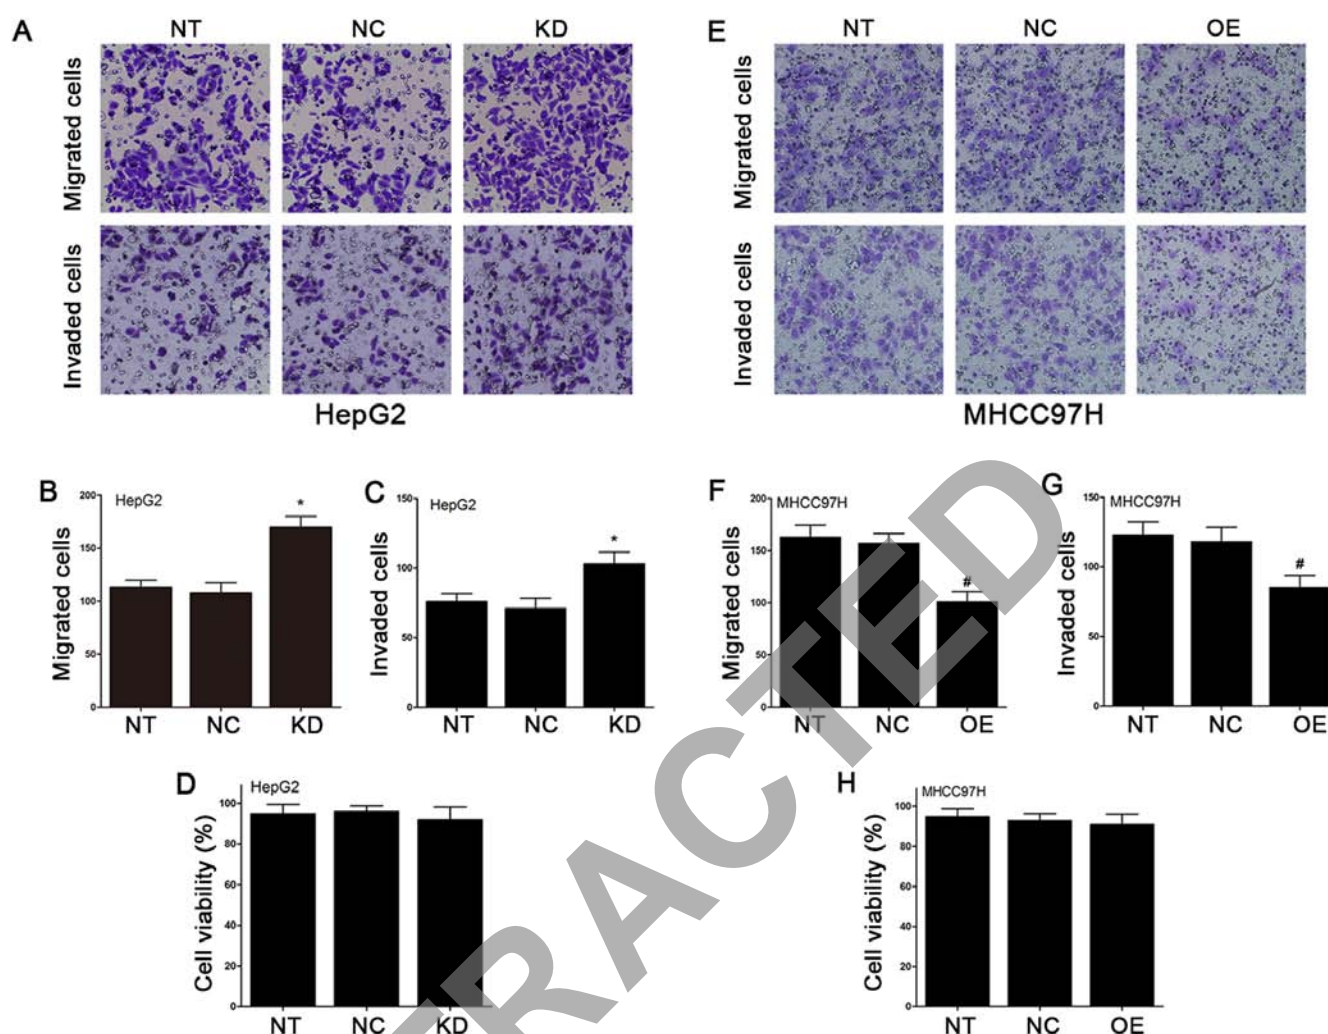 A
NT NC KD
Migrated cells
Invaded cells
HepG2
E
NT NC OE
Migrated cells
Invaded cells
MHCC97H
B
HepG2
Migrated cells
200
150
100
50
0
*
NT NC KD
C
HepG2
Invaded cells
150
100
50
0
*
NT NC KD
F
MHCC97H
Migrated cells
200
150
100
50
0
#
NT NC OE
G
MHCC97H
Invaded cells
150
100
50
0
#
NT NC OE
D
HepG2
Cell viability (%)
100
80
60
40
20
0
NT NC KD
H
MHCC97H
Cell viability (%)
100
80
60
40
20
0
NT NC OE
TRACTED